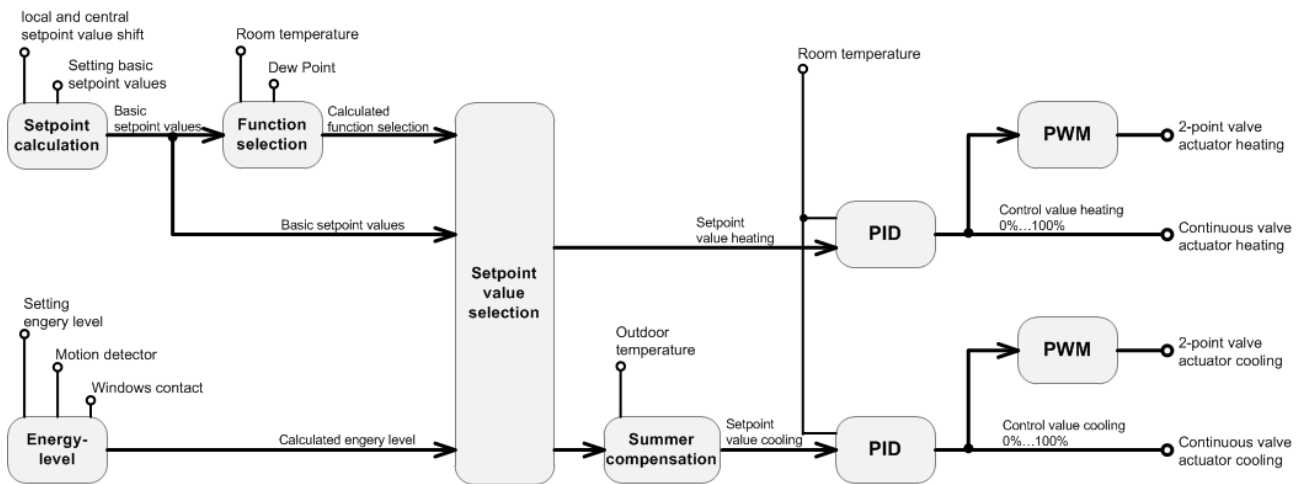 local and central
setpoint value shift
Setting basic
setpoint values
Setpoint
calculation
Basic
setpoint values
Room temperature
Dew Point
Function
selection
Calculated
function selection
Basic setpoint values
Setting
engery level
Motion detector
Windows contact
Energy-
level
Calculated engery level
Setpoint
value
selection
Setpoint
value heating
Outdoor
temperature
Summer
compensation
Setpoint
value cooling
Room temperature
PID
PWM
2-point valve
actuator heating
Control value heating
0%...100%
Continuous valve
actuator heating
PID
PWM
2-point valve
actuator cooling
Control value cooling
0%...100%
Continuous valve
actuator cooling